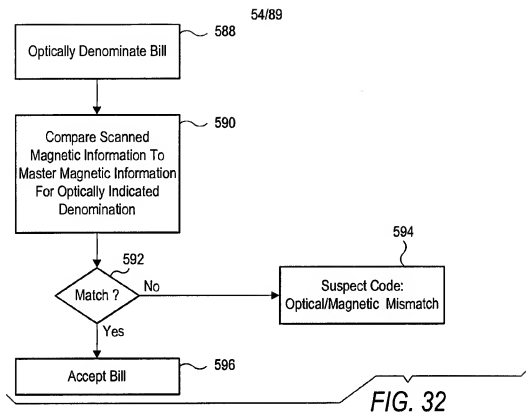 54/89
588
Optically Denominate Bill
590
Compare Scanned
Magnetic Information To
Master Magnetic Information
For Optically Indicated
Denomination
592
Match ?
No
594
Suspect Code:
Optical/Magnetic Mismatch
Yes
596
Accept Bill
FIG. 32